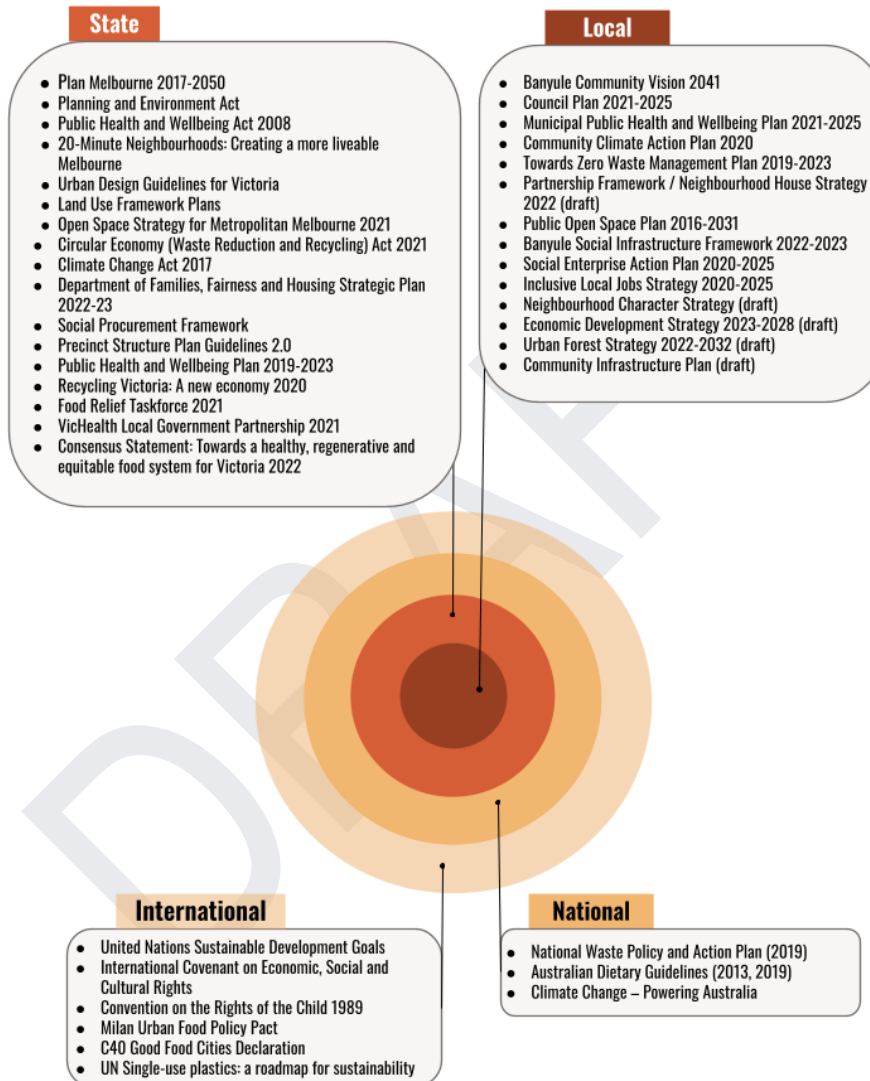 State
• Plan Melbourne 2017-2050
• Planning and Environment Act
• Public Health and Wellbeing Act 2008
• 20-Minute Neighbourhoods: Creating a more liveable
Melbourne
• Urban Design Guidelines for Victoria
• Land Use Framework Plans
• Open Space Strategy for Metropolitan Melbourne 2021
• Circular Economy (Waste Reduction and Recycling) Act 2021
• Climate Change Act 2017
• Department of Families, Fairness and Housing Strategic Plan
2022-23
• Social Procurement Framework
• Precinct Structure Plan Guidelines 2.0
• Public Health and Wellbeing Plan 2019-2023
• Recycling Victoria: A new economy 2020
• Food Relief Taskforce 2021
• VicHealth Local Government Partnership 2021
• Consensus Statement: Towards a healthy, regenerative and
equitable food system for Victoria 2022
Local
• Banyule Community Vision 2041
• Council Plan 2021-2025
• Municipal Public Health and Wellbeing Plan 2021-2025
• Community Climate Action Plan 2020
• Towards Zero Waste Management Plan 2019-2023
• Partnership Framework / Neighbourhood House Strategy
2022 (draft)
• Public Open Space Plan 2016-2031
• Banyule Social Infrastructure Framework 2022-2023
• Social Enterprise Action Plan 2020-2025
• Inclusive Local Jobs Strategy 2020-2025
• Neighbourhood Character Strategy (draft)
• Economic Development Strategy 2023-2028 (draft)
• Urban Forest Strategy 2022-2032 (draft)
• Community Infrastructure Plan (draft)
DRAF
International
• United Nations Sustainable Development Goals
• International Covenant on Economic, Social and
Cultural Rights
• Convention on the Rights of the Child 1989
• Milan Urban Food Policy Pact
• C40 Good Food Cities Declaration
• UN Single-use plastics: a roadmap for sustainability
National
• National Waste Policy and Action Plan (2019)
• Australian Dietary Guidelines (2013, 2019)
• Climate Change – Powering Australia